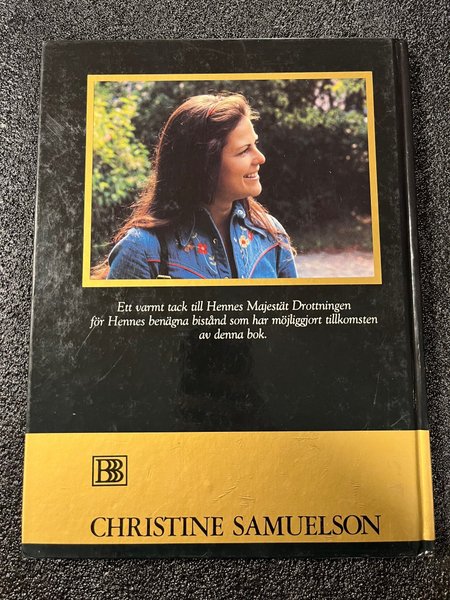 Ett varmt tack till Hennes Majestät Drottningen
för Hennes benägna bistånd som har möjliggjort tillkomsten
av denna bok.
BBB
CHRISTINE SAMUELSON